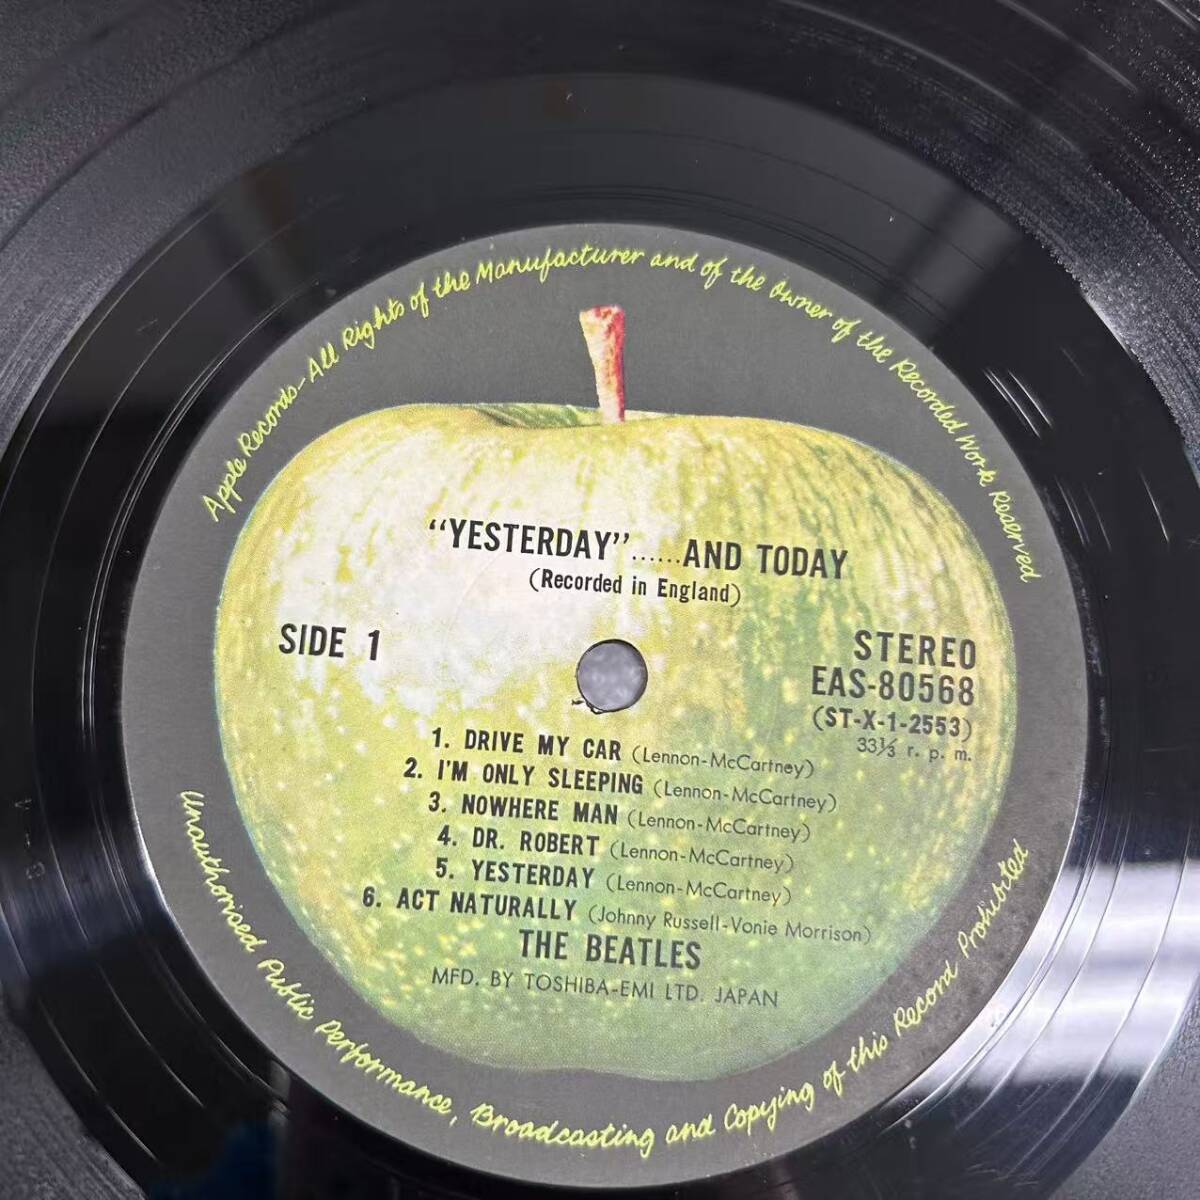 Apple Records-All Rights of the Manufacturer and of the Owner of the Recorded Work Reserved
"YESTERDAY"......AND TODAY
(Recorded in England)
SIDE 1
STEREO
EAS-80568
(ST-X-1-2553)
33⅓ r. p. m.
1. DRIVE MY CAR (Lennon-McCartney)
2. I'M ONLY SLEEPING (Lennon-McCartney)
3. NOWHERE MAN (Lennon-McCartney)
4. DR. ROBERT (Lennon-McCartney)
5. YESTERDAY (Lennon-McCartney)
6. ACT NATURALLY (Johnny Russell-Vonie Morrison)
THE BEATLES
MFD. BY TOSHIBA-EMI LTD. JAPAN
Unauthorised Public Performance, Broadcasting and Copying of this Record Prohibited